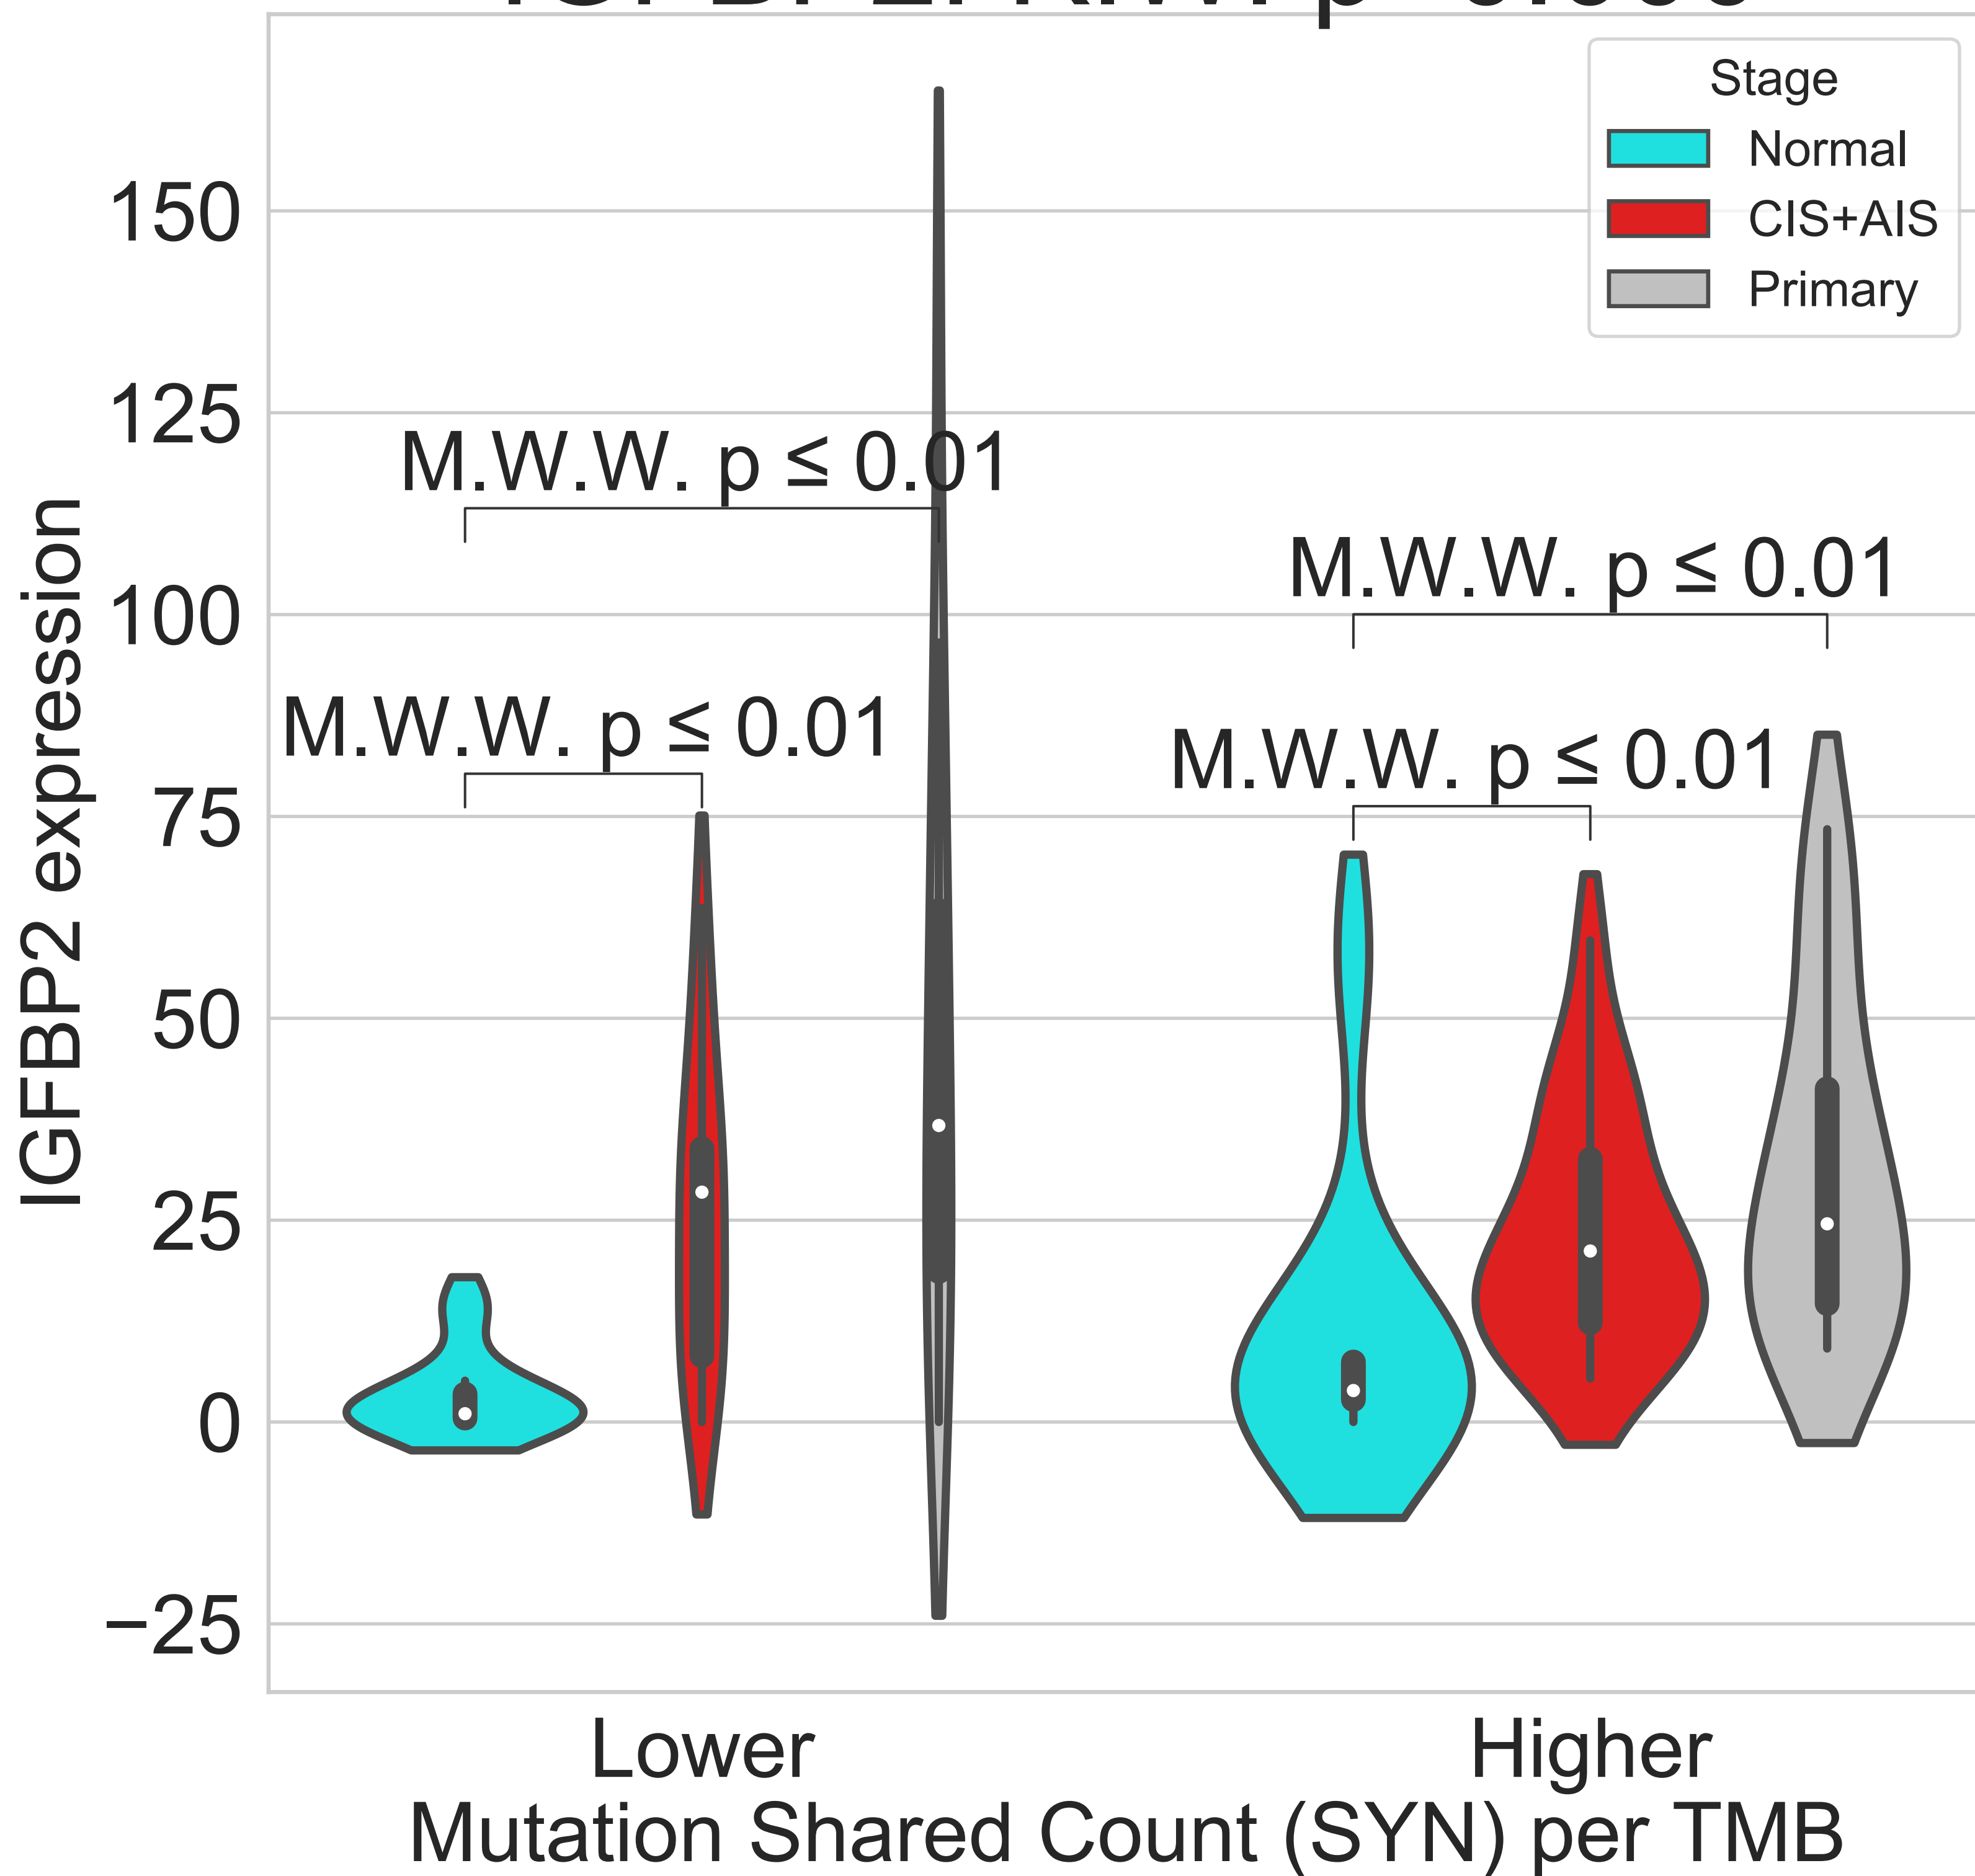 Stage
Normal
CIS+AIS
Primary
150
125
100
75
50
25
0
−25
IGFBP2 expression
M.W.W. p ≤ 0.01
M.W.W. p ≤ 0.01
M.W.W. p ≤ 0.01
M.W.W. p ≤ 0.01
Lower
Higher
Mutation Shared Count (SYN) per TMB